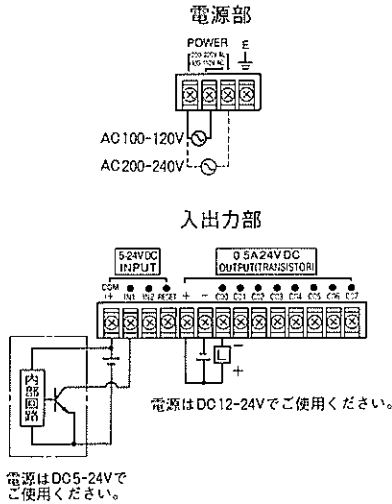 電源部
POWER
E
200-220V AC
AC100-120V
AC200-240V
入出力部
5-24VDC
INPUT
0.5A24VDC
OUTPUT(TRANSISTOR)
COM
(+) IN1 IN2 RESET + − C00 C01 C02 C03 C04 C05 C06 C07
内部回路
L
−
+
電源はDC12-24Vでご使用ください。
電源はDC5-24Vで
ご使用ください。